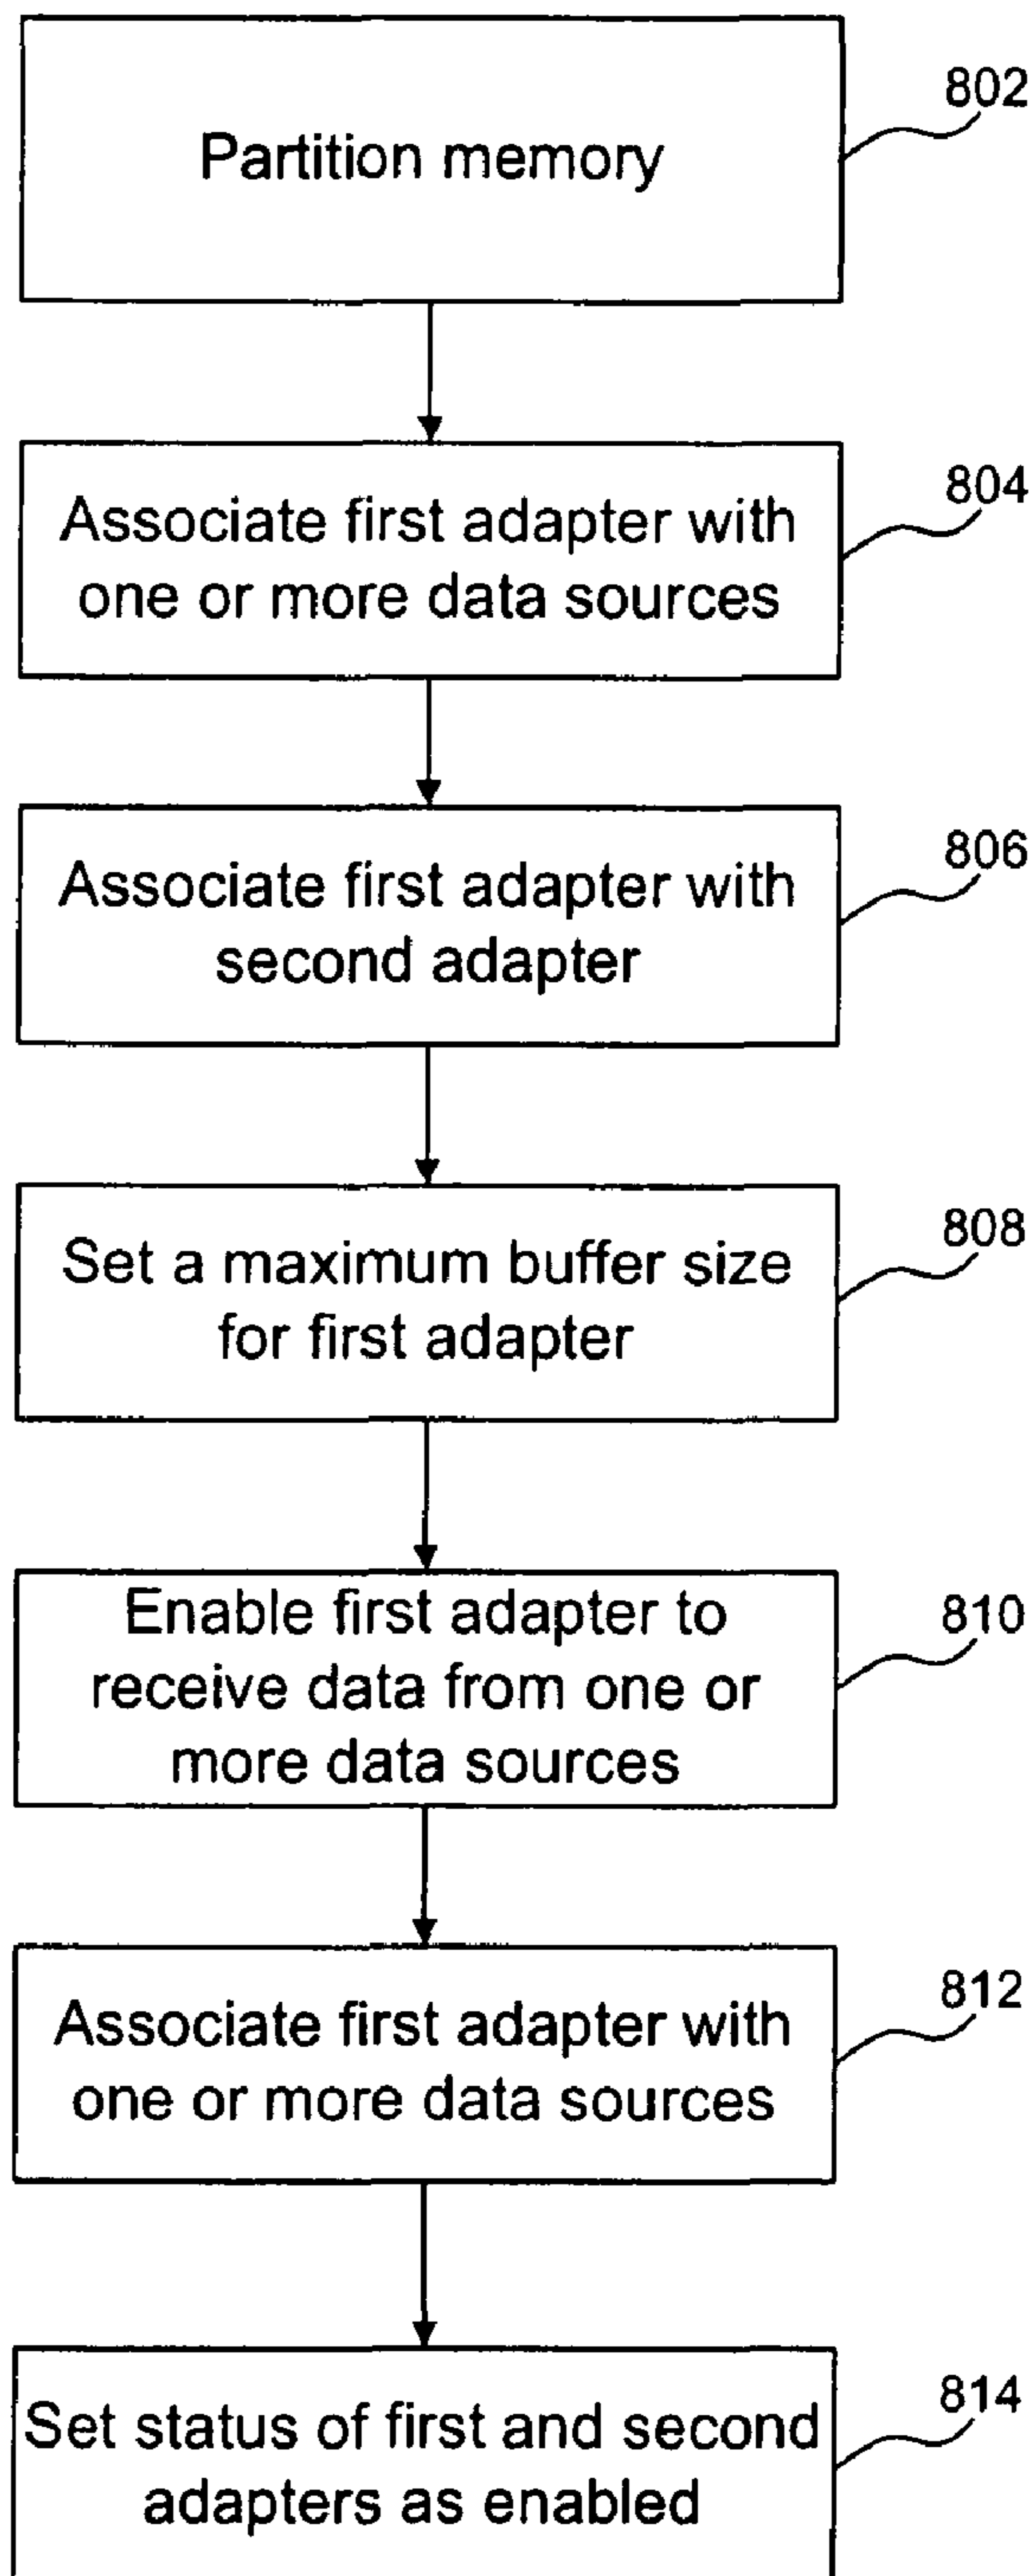 Partition memory
802
Associate first adapter with
one or more data sources
804
Associate first adapter with
second adapter
806
Set a maximum buffer size
for first adapter
808
Enable first adapter to
receive data from one or
more data sources
810
Associate first adapter with
one or more data sources
812
Set status of first and second
adapters as enabled
814